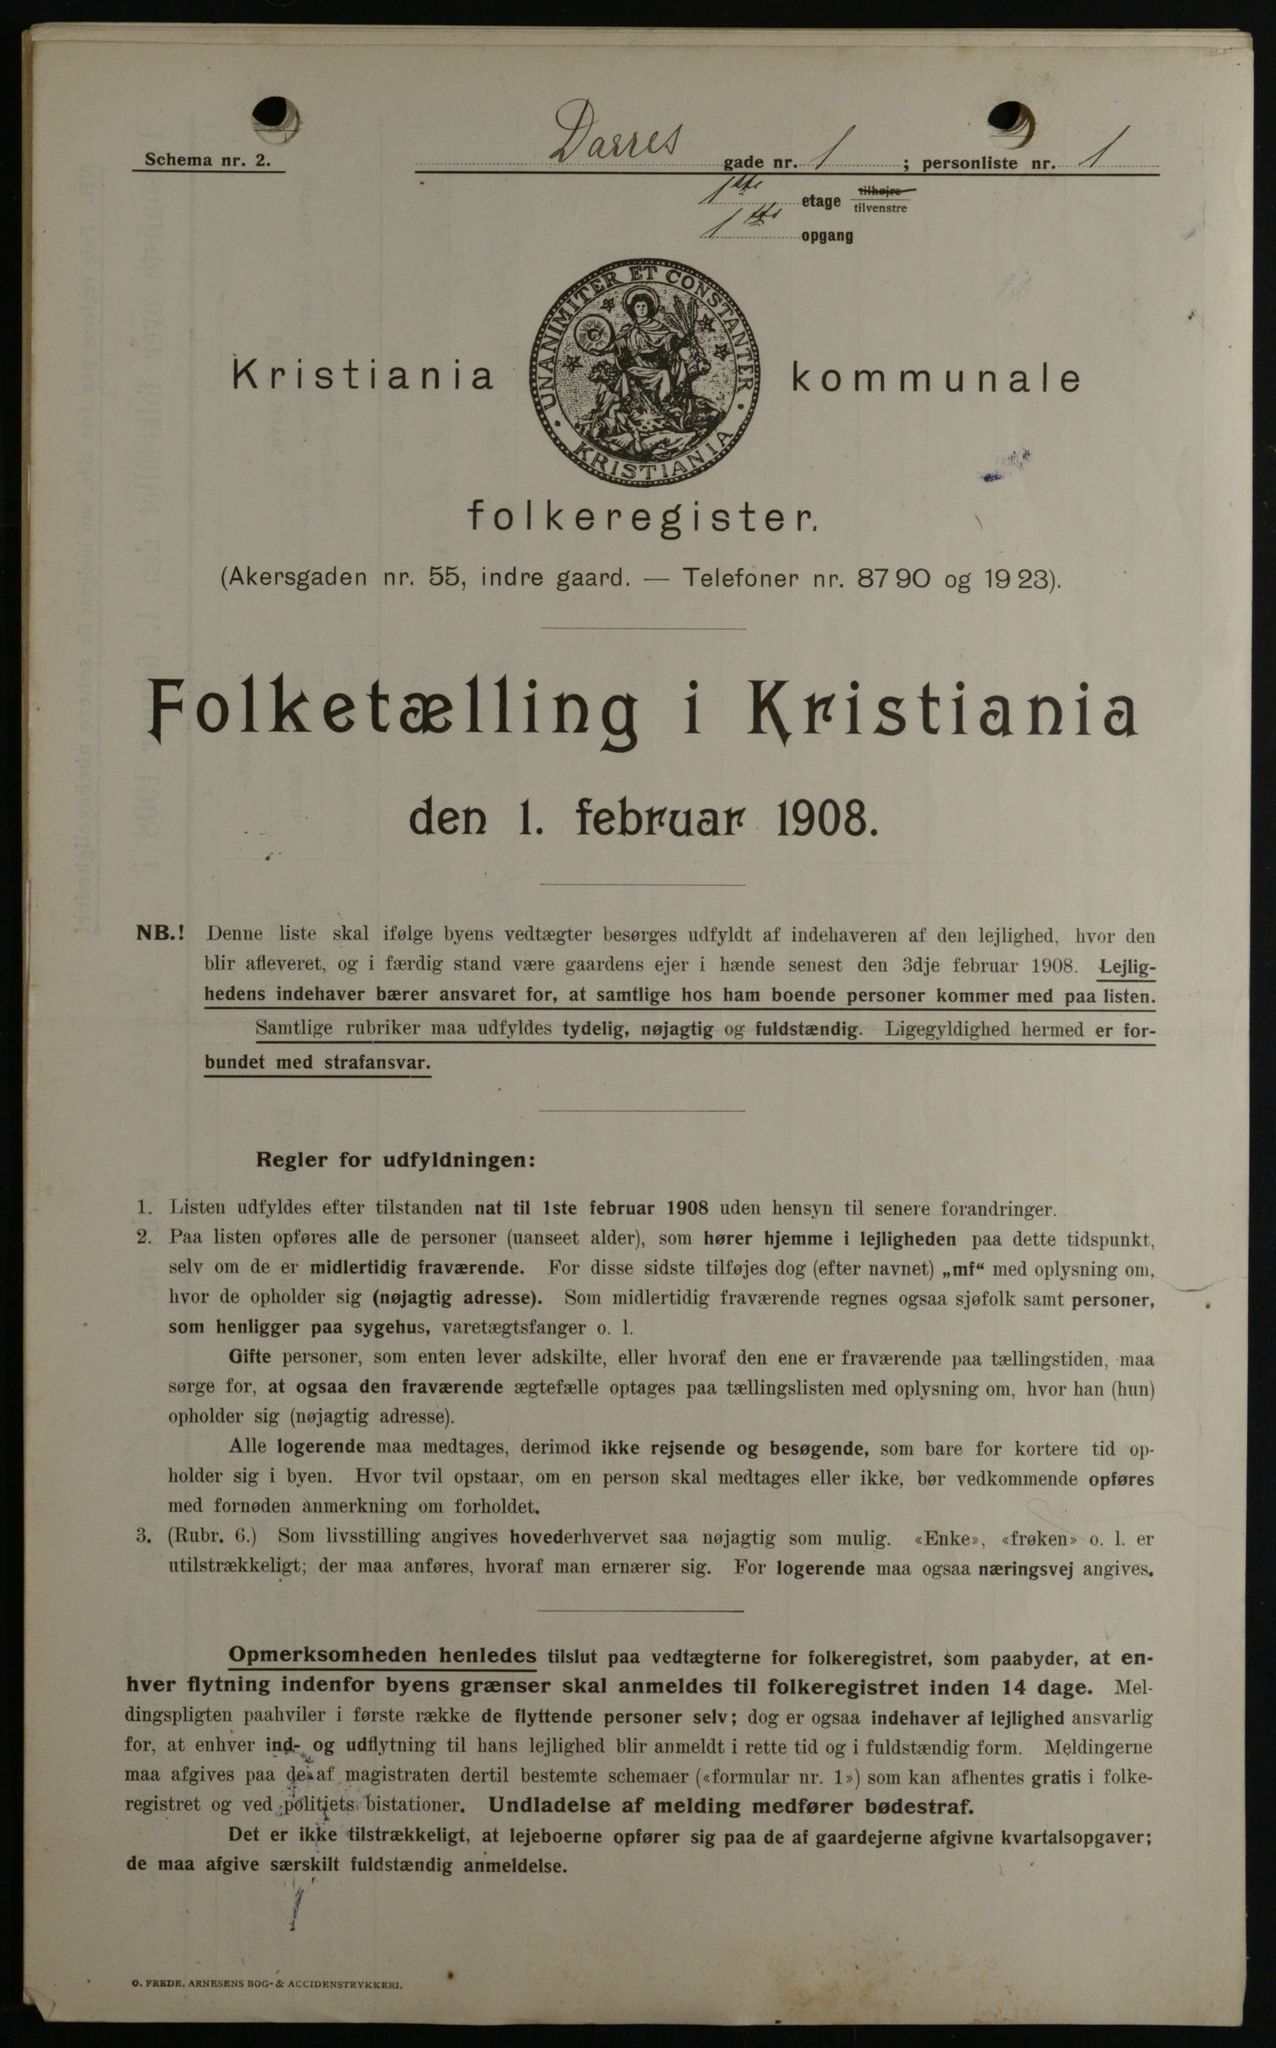 Schema nr. 2.
Darres gade nr. 1 ; personliste nr. 1
1ste etage tilhøjre tilvenstre
1ste opgang
UNANIMITER ET CONSTANTER · KRISTIANIA ·
Kristiania kommunale
folkeregister.
(Akersgaden nr. 55, indre gaard. — Telefoner nr. 87 90 og 19 23).
Folketælling i Kristiania
den 1. februar 1908.
NB.! Denne liste skal ifølge byens vedtægter besørges udfyldt af indehaveren af den lejlighed, hvor den
blir afleveret, og i færdig stand være gaardens ejer i hænde senest den 3dje februar 1908. Lejlig-
hedens indehaver bærer ansvaret for, at samtlige hos ham boende personer kommer med paa listen.
Samtlige rubriker maa udfyldes tydelig, nøjagtig og fuldstændig. Ligegyldighed hermed er for-
bundet med strafansvar.
Regler for udfyldningen:
1. Listen udfyldes efter tilstanden nat til 1ste februar 1908 uden hensyn til senere forandringer.
2. Paa listen opføres alle de personer (uanseet alder), som hører hjemme i lejligheden paa dette tidspunkt,
selv om de er midlertidig fraværende. For disse sidste tilføjes dog (efter navnet) „mf“ med oplysning om,
hvor de opholder sig (nøjagtig adresse). Som midlertidig fraværende regnes ogsaa sjøfolk samt personer,
som henligger paa sygehus, varetægtsfanger o. l.
Gifte personer, som enten lever adskilte, eller hvoraf den ene er fraværende paa tællingstiden, maa
sørge for, at ogsaa den fraværende ægtefælle optages paa tællingslisten med oplysning om, hvor han (hun)
opholder sig (nøjagtig adresse).
Alle logerende maa medtages, derimod ikke rejsende og besøgende, som bare for kortere tid op-
holder sig i byen. Hvor tvil opstaar, om en person skal medtages eller ikke, bør vedkommende opføres
med fornøden anmerkning om forholdet.
3. (Rubr. 6.) Som livsstilling angives hovederhvervet saa nøjagtig som mulig. «Enke», «frøken» o. l. er
utilstrækkeligt; der maa anføres, hvoraf man ernærer sig. For logerende maa ogsaa næringsvej angives.
Opmerksomheden henledes tilslut paa vedtægterne for folkeregistret, som paabyder, at en-
hver flytning indenfor byens grænser skal anmeldes til folkeregistret inden 14 dage. Mel-
dingspligten paahviler i første række de flyttende personer selv; dog er ogsaa indehaver af lejlighed ansvarlig
for, at enhver ind- og udflytning til hans lejlighed blir anmeldt i rette tid og i fuldstændig form. Meldingerne
maa afgives paa de af magistraten dertil bestemte schemaer («formular nr. 1») som kan afhentes gratis i folke-
registret og ved politiets bistationer. Undladelse af melding medfører bødestraf.
Det er ikke tilstrækkeligt, at lejeboerne opfører sig paa de af gaardejerne afgivne kvartalsopgaver;
de maa afgive særskilt fuldstændig anmeldelse.
O. FREDR. ARNESENS BOG- & ACCIDENSTRYKKERI.